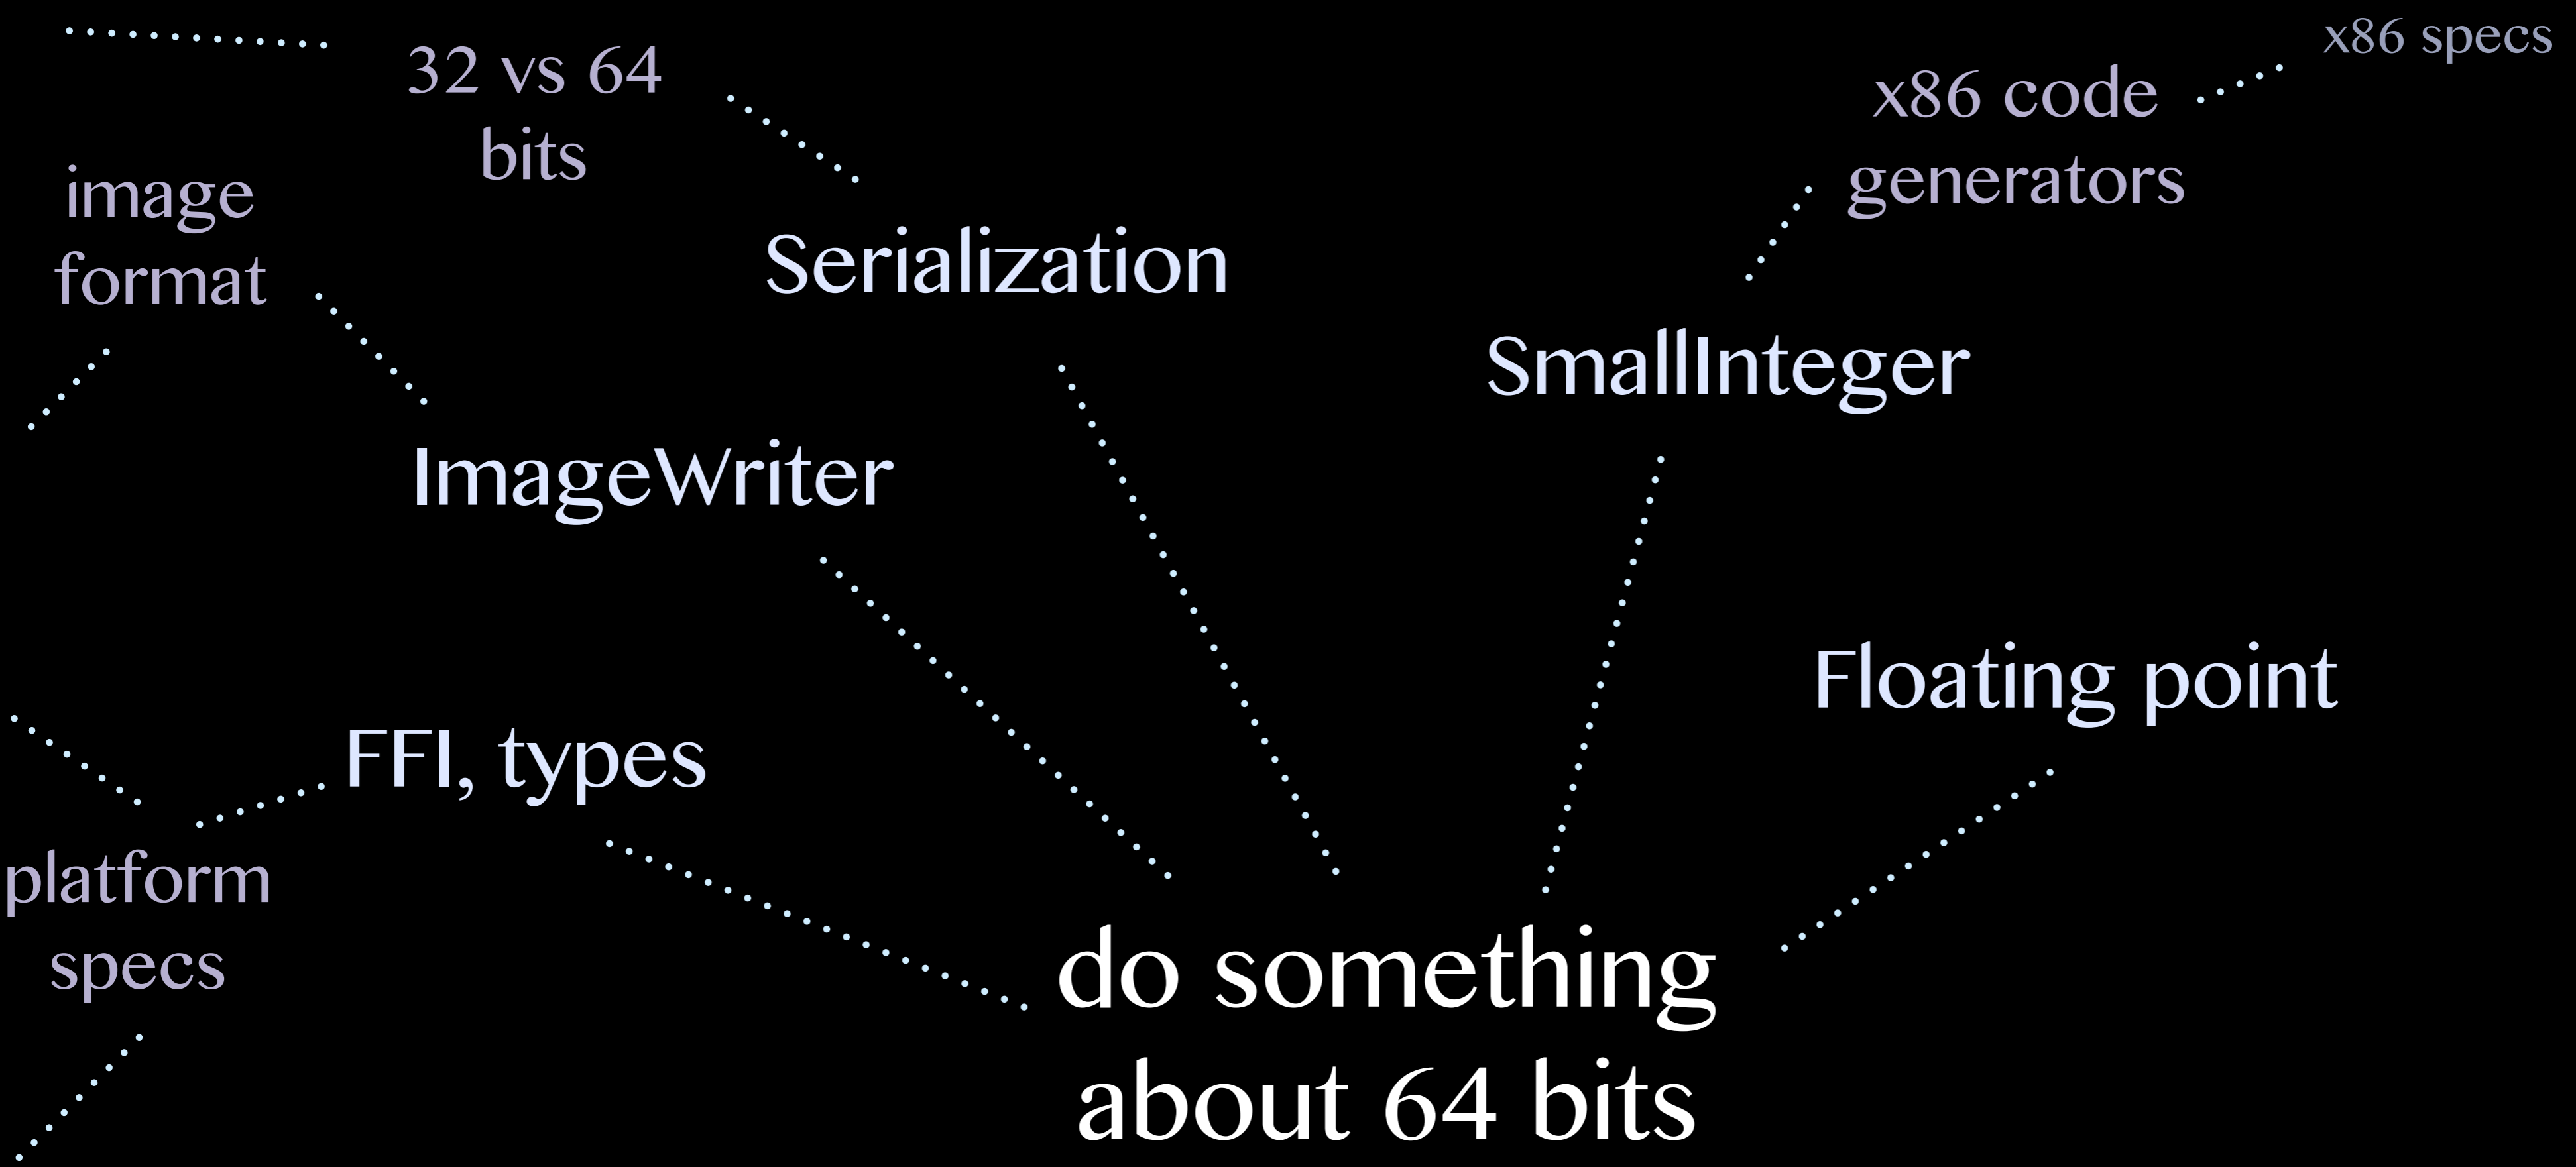 32 vs 64
bits
x86 specs
x86 code
generators
image
format
Serialization
SmallInteger
ImageWriter
Floating point
FFI, types
platform
specs
do something
about 64 bits